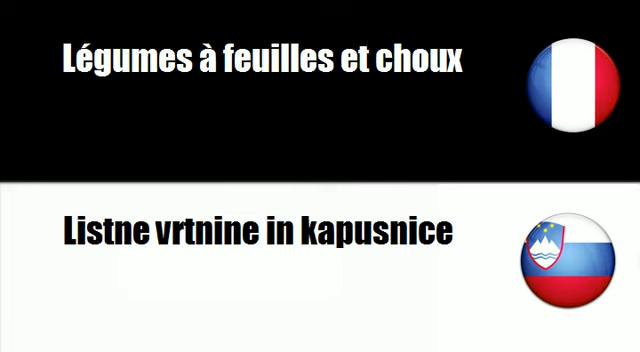 Légumes à feuilles et choux
Listne vrtnine in kapusnice